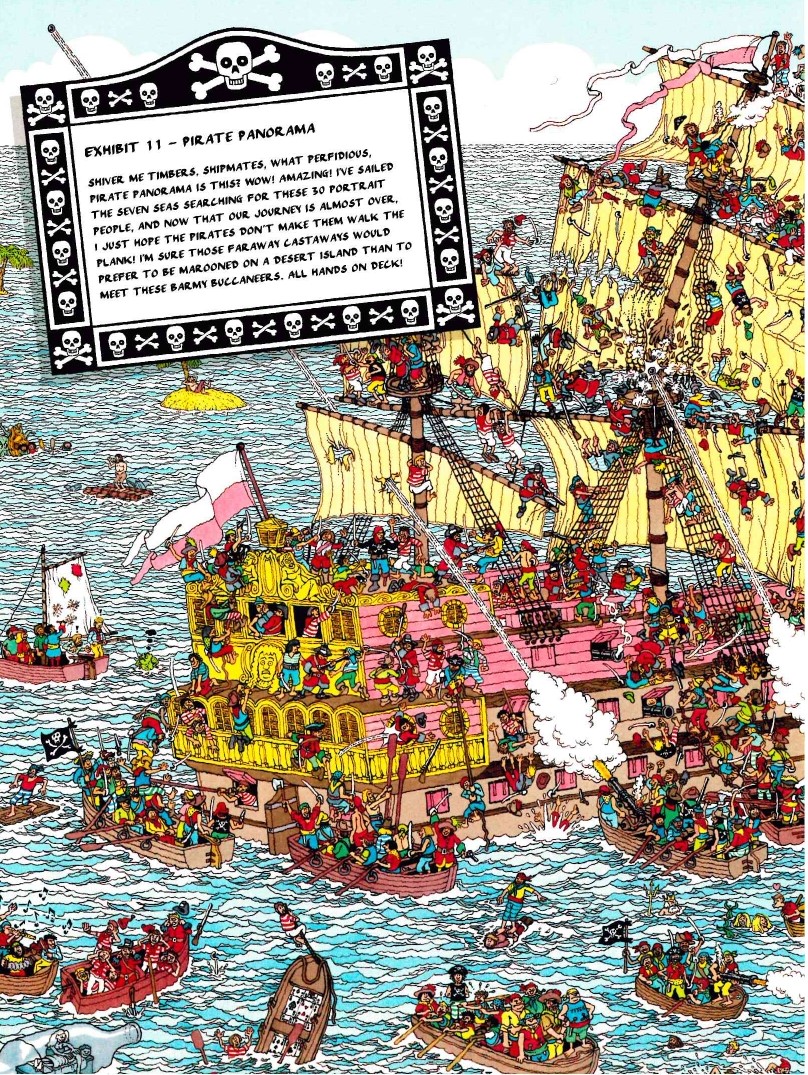 EXHIBIT 11 – PIRATE PANORAMA
SHIVER ME TIMBERS, SHIPMATES, WHAT PERFIDIOUS,
PIRATE PANORAMA IS THIS? WOW! AMAZING! I'VE SAILED
THE SEVEN SEAS SEARCHING FOR THESE 30 PORTRAIT
PEOPLE, AND NOW THAT OUR JOURNEY IS ALMOST OVER,
I JUST HOPE THE PIRATES DON'T MAKE THEM WALK THE
PLANK! I'M SURE THOSE FARAWAY CASTAWAYS WOULD
PREFER TO BE MAROONED ON A DESERT ISLAND THAN TO
MEET THESE BARMY BUCCANEERS. ALL HANDS ON DECK!